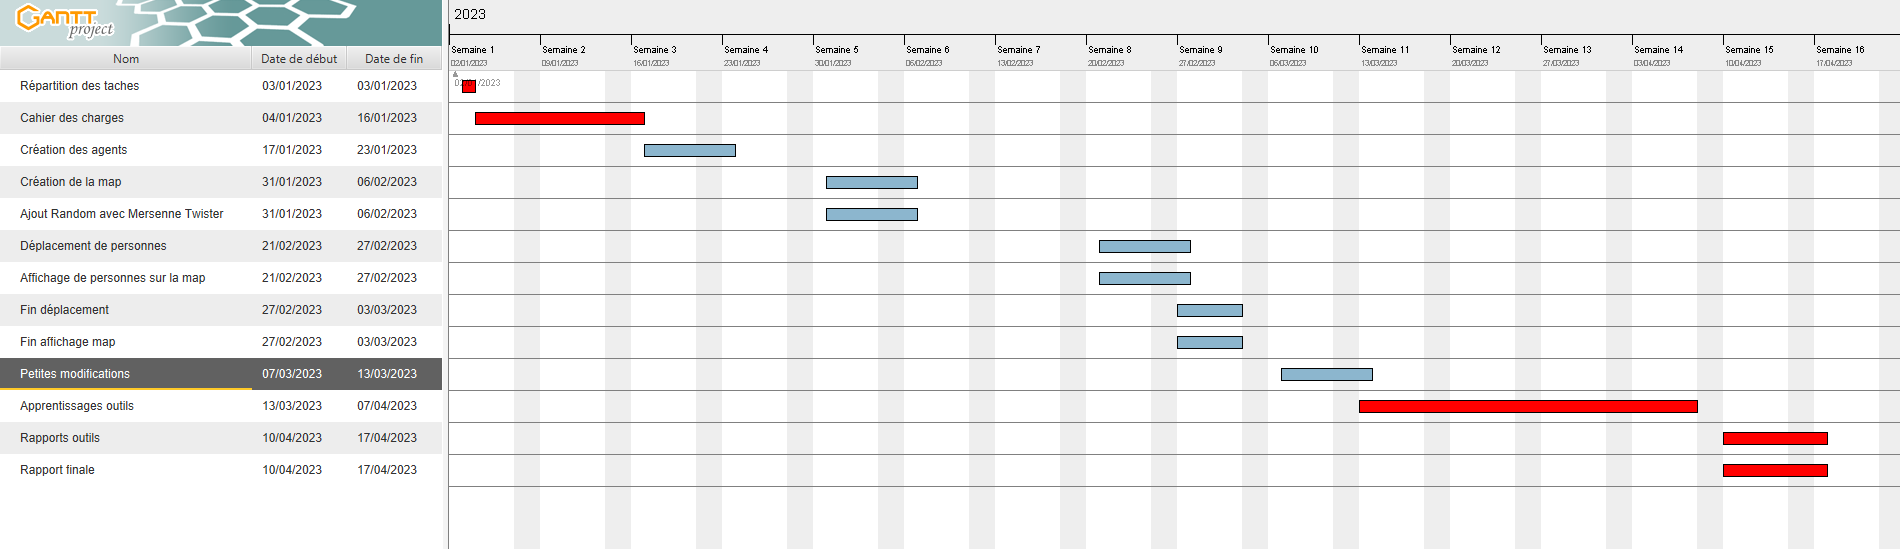 GANTT
project
2023
Semaine 1 Semaine 2 Semaine 3 Semaine 4 Semaine 5 Semaine 6 Semaine 7 Semaine 8 Semaine 9 Semaine 10 Semaine 11 Semaine 12 Semaine 13 Semaine 14 Semaine 15 Semaine 16
Nom Date de début Date de fin
02/01/2023 09/01/2023 16/01/2023 23/01/2023 30/01/2023 06/02/2023 13/02/2023 20/02/2023 27/02/2023 06/03/2023 13/03/2023 20/03/2023 27/03/2023 03/04/2023 10/04/2023 17/04/2023
Répartition des taches 03/01/2023 03/01/2023
Cahier des charges 04/01/2023 16/01/2023
Création des agents 17/01/2023 23/01/2023
Création de la map 31/01/2023 06/02/2023
Ajout Random avec Mersenne Twister 31/01/2023 06/02/2023
Déplacement de personnes 21/02/2023 27/02/2023
Affichage de personnes sur la map 21/02/2023 27/02/2023
Fin déplacement 27/02/2023 03/03/2023
Fin affichage map 27/02/2023 03/03/2023
Petites modifications 07/03/2023 13/03/2023
Apprentissages outils 13/03/2023 07/04/2023
Rapports outils 10/04/2023 17/04/2023
Rapport finale 10/04/2023 17/04/2023